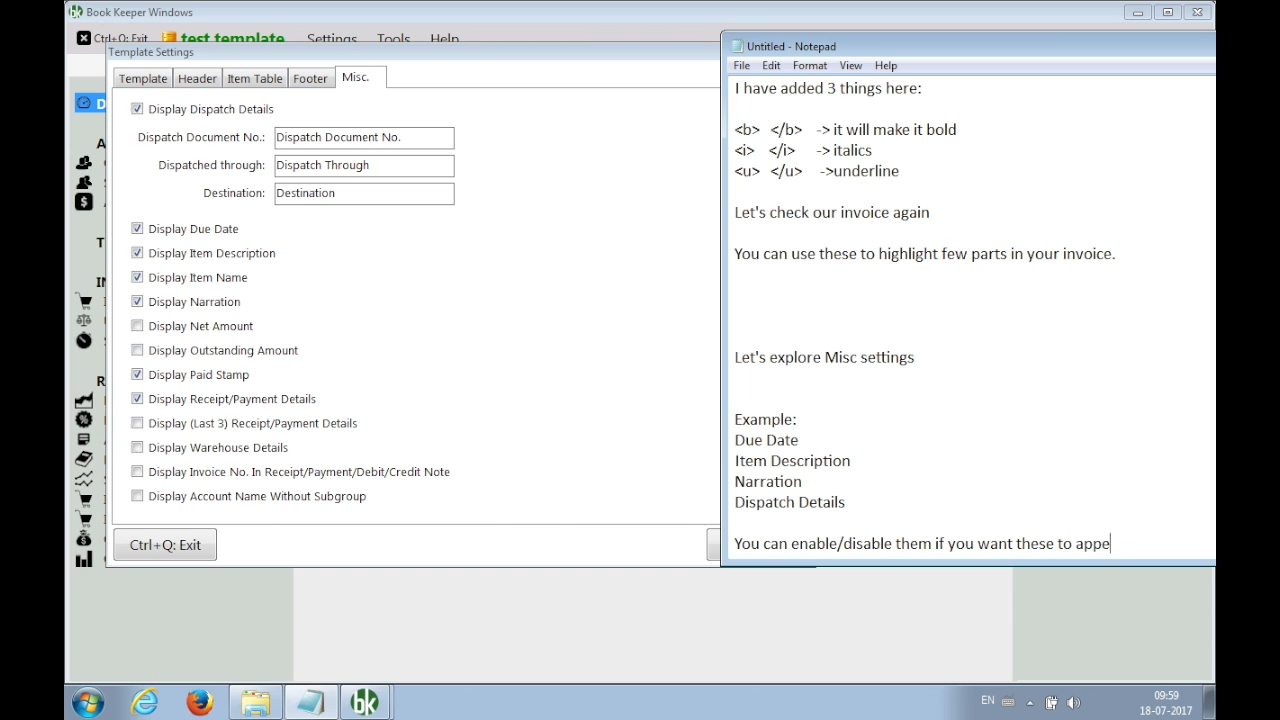 Book Keeper Windows
Ctrl+Q: Exit test template Settings Tools Help
Template Settings
Template Header Item Table Footer Misc.
Display Dispatch Details
Dispatch Document No.: Dispatch Document No.
Dispatched through: Dispatch Through
Destination: Destination
Display Due Date
Display Item Description
Display Item Name
Display Narration
Display Net Amount
Display Outstanding Amount
Display Paid Stamp
Display Receipt/Payment Details
Display (Last 3) Receipt/Payment Details
Display Warehouse Details
Display Invoice No. In Receipt/Payment/Debit/Credit Note
Display Account Name Without Subgroup
Ctrl+Q: Exit
Untitled - Notepad
File Edit Format View Help
I have added 3 things here:
<b> </b> -> it will make it bold
<i> </i> -> italics
<u> </u> ->underline
Let's check our invoice again
You can use these to highlight few parts in your invoice.
Let's explore Misc settings
Example:
Due Date
Item Description
Narration
Dispatch Details
You can enable/disable them if you want these to appe
EN
09:59
18-07-2017